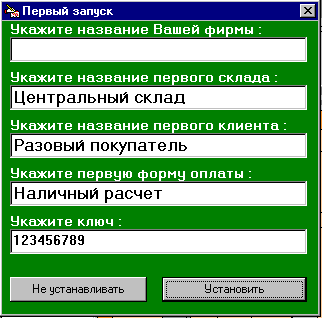 Первый запуск
Укажите название Вашей фирмы :
Укажите название первого склада :
Центральный склад
Укажите название первого клиента :
Разовый покупатель
Укажите первую форму оплаты :
Наличный расчет
Укажите ключ :
123456789
Не устанавливать Установить